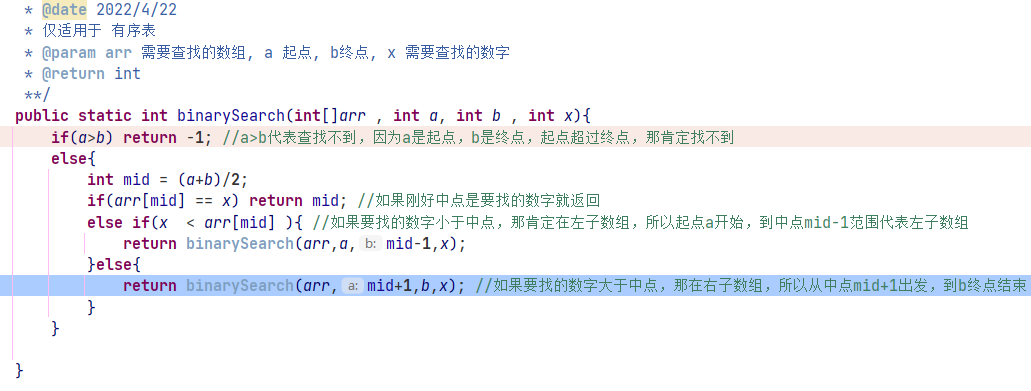 * @date 2022/4/22
* 仅适用于 有序表
* @param arr 需要查找的数组, a 起点, b终点, x 需要查找的数字
* @return int
**/
public static int binarySearch(int[]arr , int a, int b , int x){
if(a>b) return -1; //a>b代表查找不到，因为a是起点，b是终点，起点超过终点，那肯定找不到
else{
int mid = (a+b)/2;
if(arr[mid] == x) return mid; //如果刚好中点是要找的数字就返回
else if(x  < arr[mid] ){ //如果要找的数字小于中点，那肯定在左子数组，所以起点a开始，到中点mid-1范围代表左子数组
return binarySearch(arr,a, b: mid-1,x);
}else{
return binarySearch(arr, a: mid+1,b,x); //如果要找的数字大于中点，那在右子数组，所以从中点mid+1出发，到b终点结束
}
}
}